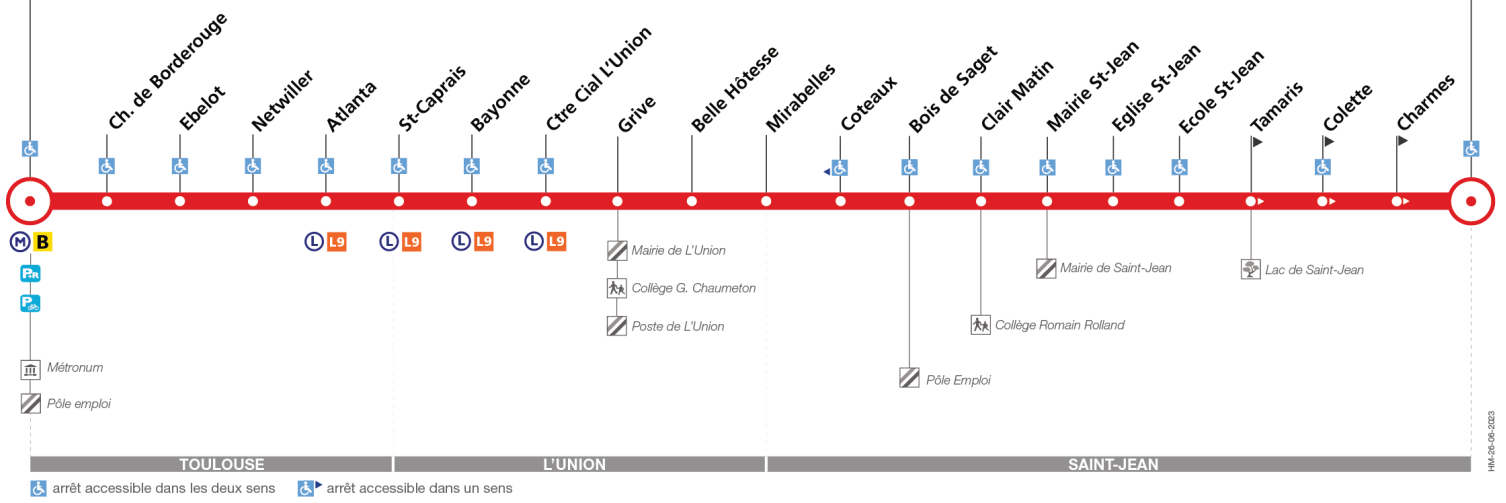 Ch. de Borderouge
Ebelot
Netwiller
Atlanta
St-Caprais
Bayonne
Ctre Cial L'Union
Grive
Belle Hôtesse
Mirabelles
Coteaux
Bois de Saget
Clair Matin
Mairie St-Jean
Eglise St-Jean
Ecole St-Jean
Tamaris
Colette
Charmes
M B
L L9
L L9
L L9
L L9
P+R
P
Mairie de L'Union
Collège G. Chaumeton
Poste de L'Union
Mairie de Saint-Jean
Lac de Saint-Jean
Collège Romain Rolland
Métronum
Pôle Emploi
Pôle emploi
TOULOUSE
L'UNION
SAINT-JEAN
arrêt accessible dans les deux sens
arrêt accessible dans un sens
HM-26-06-2023